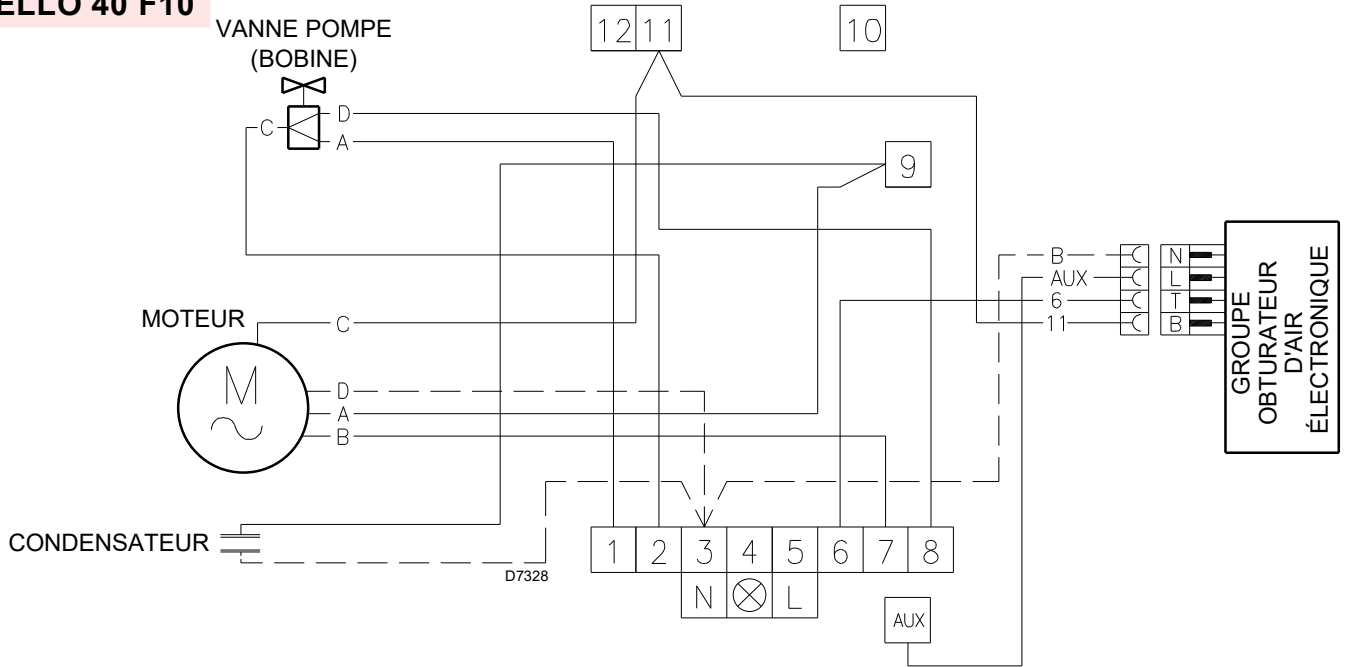 ELLO 40 F10
VANNE POMPE
(BOBINE)
12 11
10
D
C
A
9
B
AUX
6
11
N
L
T
B
GROUPE
OBTURATEUR
D'AIR
ÉLECTRONIQUE
MOTEUR
C
M
D
A
B
CONDENSATEUR
D7328
1 2 3 4 5 6 7 8
N L
AUX